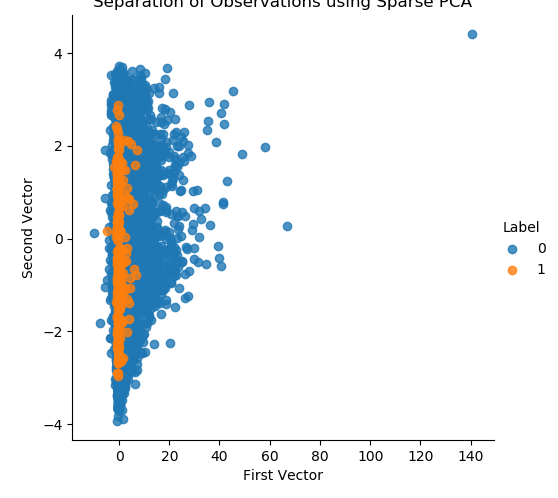 Separation of Observations using Sparse PCA
4
2
0
−2
−4
Second Vector
0 20 40 60 80 100 120 140
First Vector
Label
0
1